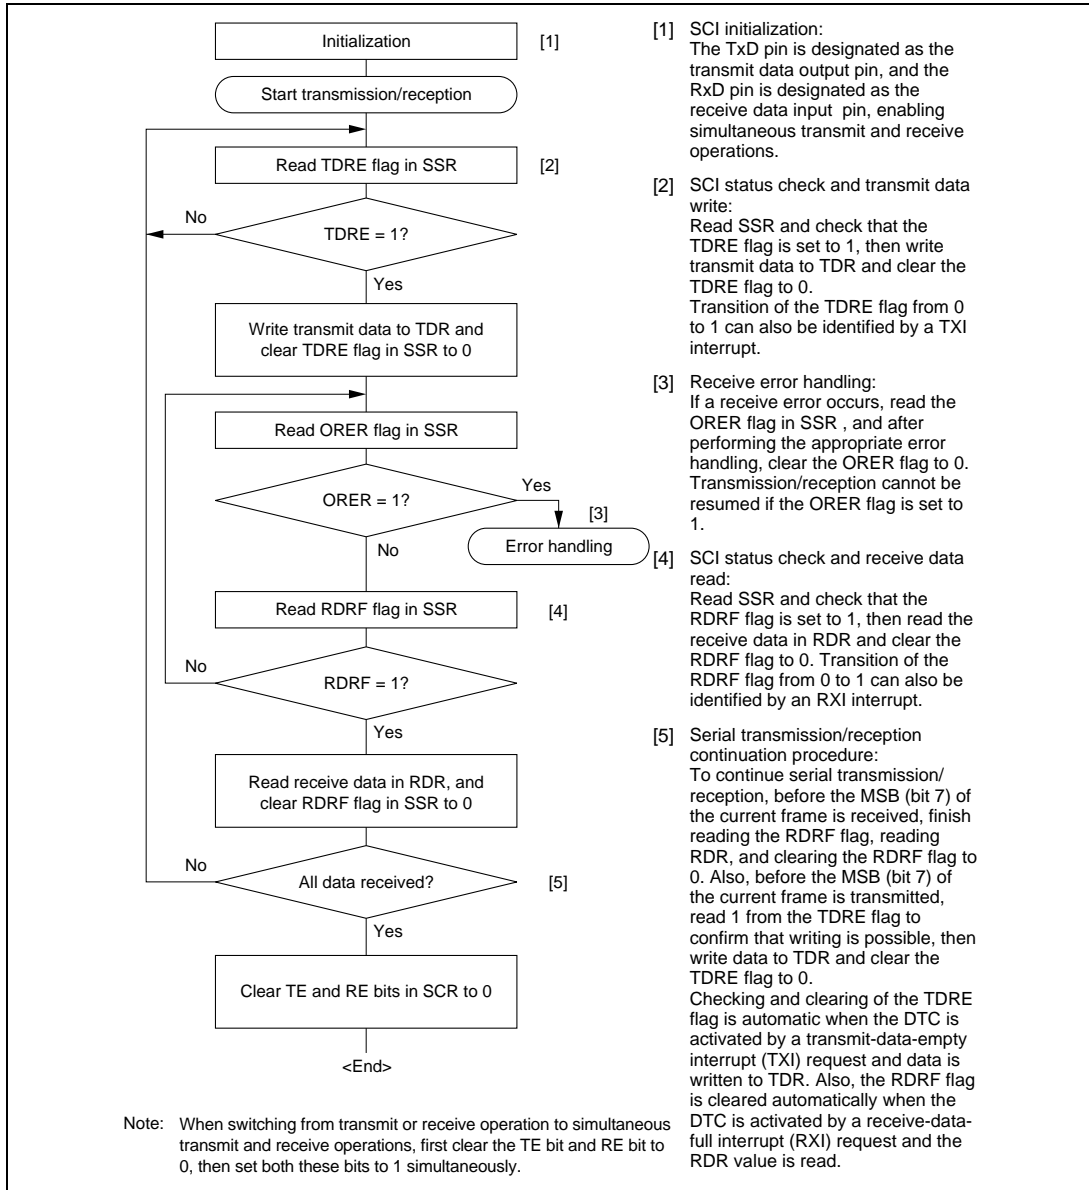 Initialization
[1]
Start transmission/reception
Read TDRE flag in SSR
[2]
No
TDRE = 1?
Yes
Write transmit data to TDR and
clear TDRE flag in SSR to 0
Read ORER flag in SSR
ORER = 1?
Yes
[3]
Error handling
No
Read RDRF flag in SSR
[4]
No
RDRF = 1?
Yes
Read receive data in RDR, and
clear RDRF flag in SSR to 0
No
All data received?
[5]
Yes
Clear TE and RE bits in SCR to 0
<End>
[1] SCI initialization:
The TxD pin is designated as the
transmit data output pin, and the
RxD pin is designated as the
receive data input pin, enabling
simultaneous transmit and receive
operations.
[2] SCI status check and transmit data
write:
Read SSR and check that the
TDRE flag is set to 1, then write
transmit data to TDR and clear the
TDRE flag to 0.
Transition of the TDRE flag from 0
to 1 can also be identified by a TXI
interrupt.
[3] Receive error handling:
If a receive error occurs, read the
ORER flag in SSR , and after
performing the appropriate error
handling, clear the ORER flag to 0.
Transmission/reception cannot be
resumed if the ORER flag is set to
1.
[4] SCI status check and receive data
read:
Read SSR and check that the
RDRF flag is set to 1, then read the
receive data in RDR and clear the
RDRF flag to 0. Transition of the
RDRF flag from 0 to 1 can also be
identified by an RXI interrupt.
[5] Serial transmission/reception
continuation procedure:
To continue serial transmission/
reception, before the MSB (bit 7) of
the current frame is received, finish
reading the RDRF flag, reading
RDR, and clearing the RDRF flag to
0. Also, before the MSB (bit 7) of
the current frame is transmitted,
read 1 from the TDRE flag to
confirm that writing is possible, then
write data to TDR and clear the
TDRE flag to 0.
Checking and clearing of the TDRE
flag is automatic when the DTC is
activated by a transmit-data-empty
interrupt (TXI) request and data is
written to TDR. Also, the RDRF flag
is cleared automatically when the
DTC is activated by a receive-data-
full interrupt (RXI) request and the
RDR value is read.
Note: When switching from transmit or receive operation to simultaneous
transmit and receive operations, first clear the TE bit and RE bit to
0, then set both these bits to 1 simultaneously.